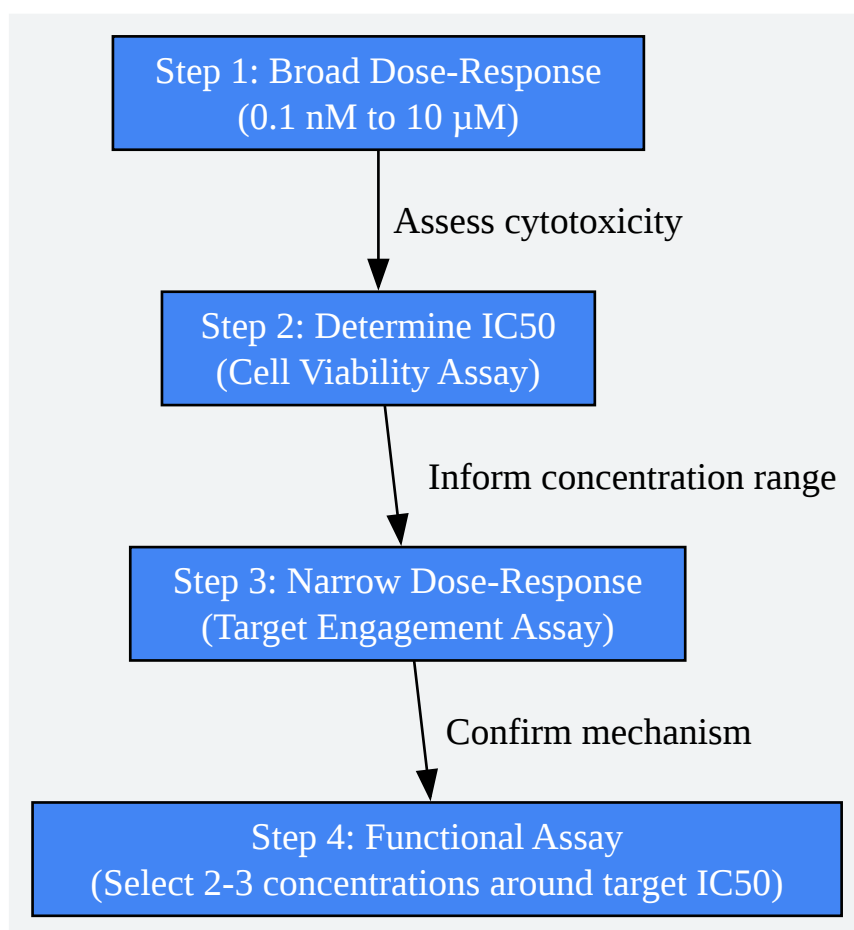 Step 1: Broad Dose-Response
(0.1 nM to 10 µM)
Assess cytotoxicity
Step 2: Determine IC50
(Cell Viability Assay)
Inform concentration range
Step 3: Narrow Dose-Response
(Target Engagement Assay)
Confirm mechanism
Step 4: Functional Assay
(Select 2-3 concentrations around target IC50)